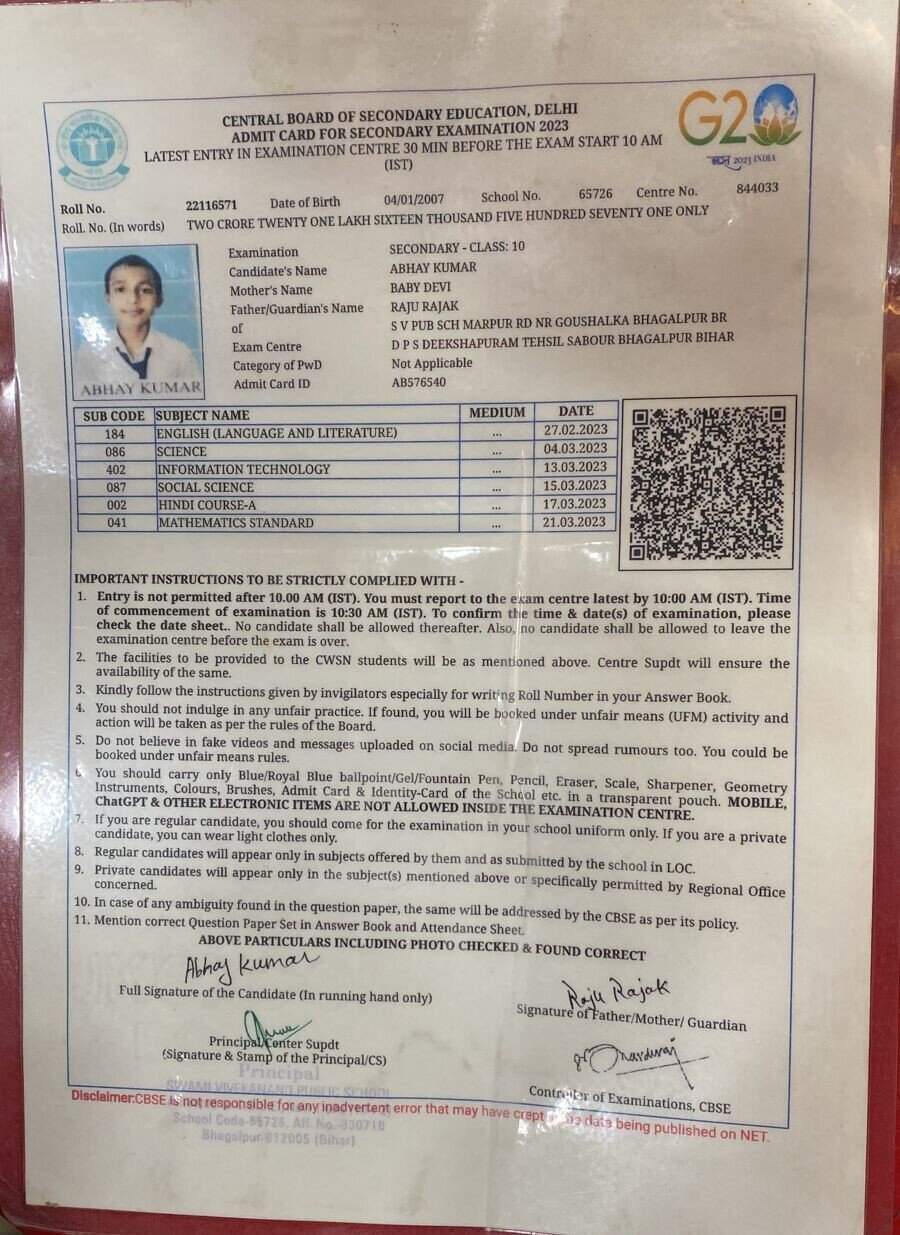 CENTRAL BOARD OF SECONDARY EDUCATION, DELHI
ADMIT CARD FOR SECONDARY EXAMINATION 2023
LATEST ENTRY IN EXAMINATION CENTRE 30 MIN BEFORE THE EXAM START 10 AM
(IST)
G20
2023 INDIA
Roll No. 22116571 Date of Birth 04/01/2007 School No. 65726 Centre No. 844033
Roll. No. (In words) TWO CRORE TWENTY ONE LAKH SIXTEEN THOUSAND FIVE HUNDRED SEVENTY ONE ONLY
Examination SECONDARY - CLASS: 10
Candidate's Name ABHAY KUMAR
Mother's Name BABY DEVI
Father/Guardian's Name RAJU RAJAK
of S V PUB SCH MARPUR RD NR GOUSHALKA BHAGALPUR BR
Exam Centre D P S DEEKSHAPURAM TEHSIL SABOUR BHAGALPUR BIHAR
Category of PwD Not Applicable
Admit Card ID AB576540
ABHAY KUMAR
SUB CODE SUBJECT NAME MEDIUM DATE
184 ENGLISH (LANGUAGE AND LITERATURE) ... 27.02.2023
086 SCIENCE ... 04.03.2023
402 INFORMATION TECHNOLOGY ... 13.03.2023
087 SOCIAL SCIENCE ... 15.03.2023
002 HINDI COURSE-A ... 17.03.2023
041 MATHEMATICS STANDARD ... 21.03.2023
IMPORTANT INSTRUCTIONS TO BE STRICTLY COMPLIED WITH -
1. Entry is not permitted after 10.00 AM (IST). You must report to the exam centre latest by 10:00 AM (IST). Time
of commencement of examination is 10:30 AM (IST). To confirm the time & date(s) of examination, please
check the date sheet.. No candidate shall be allowed thereafter. Also, no candidate shall be allowed to leave the
examination centre before the exam is over.
2. The facilities to be provided to the CWSN students will be as mentioned above. Centre Supdt will ensure the
availability of the same.
3. Kindly follow the instructions given by invigilators especially for writing Roll Number in your Answer Book.
4. You should not indulge in any unfair practice. If found, you will be booked under unfair means (UFM) activity and
action will be taken as per the rules of the Board.
5. Do not believe in fake videos and messages uploaded on social media. Do not spread rumours too. You could be
booked under unfair means rules.
6. You should carry only Blue/Royal Blue ballpoint/Gel/Fountain Pen, Pencil, Eraser, Scale, Sharpener, Geometry
Instruments, Colours, Brushes, Admit Card & Identity-Card of the School etc. in a transparent pouch. MOBILE,
ChatGPT & OTHER ELECTRONIC ITEMS ARE NOT ALLOWED INSIDE THE EXAMINATION CENTRE.
7. If you are regular candidate, you should come for the examination in your school uniform only. If you are a private
candidate, you can wear light clothes only.
8. Regular candidates will appear only in subjects offered by them and as submitted by the school in LOC.
9. Private candidates will appear only in the subject(s) mentioned above or specifically permitted by Regional Office
concerned.
10. In case of any ambiguity found in the question paper, the same will be addressed by the CBSE as per its policy.
11. Mention correct Question Paper Set in Answer Book and Attendance Sheet.
ABOVE PARTICULARS INCLUDING PHOTO CHECKED & FOUND CORRECT
Abhay kumar
Full Signature of the Candidate (In running hand only)
Raju Rajak
Signature of Father/Mother/ Guardian
Principal/Center Supdt
(Signature & Stamp of the Principal/CS)
Controller of Examinations, CBSE
Principal
SWAMI VIVEKANAND PUBLIC SCHOOL
Disclaimer:CBSE is not responsible for any inadvertent error that may have crept in the data being published on NET.
School Code-65726, Aff. No.-330718
Bhagalpur-812005 (Bihar)